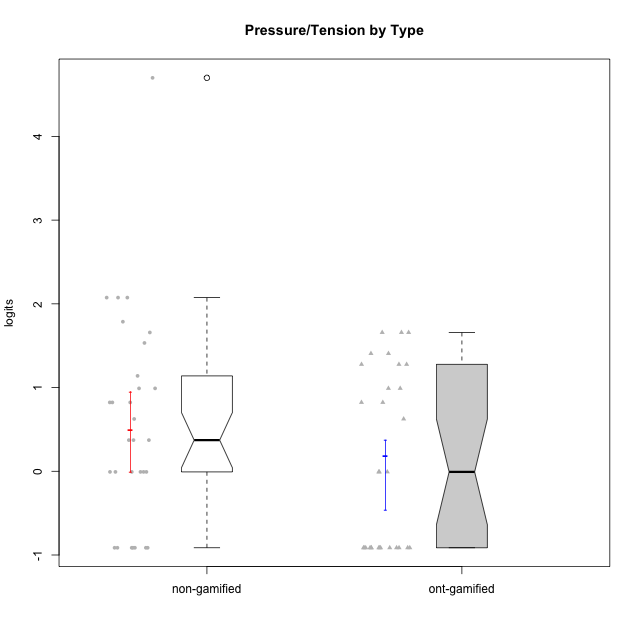 Pressure/Tension by Type
logits
4
3
2
1
0
-1
non-gamified
ont-gamified